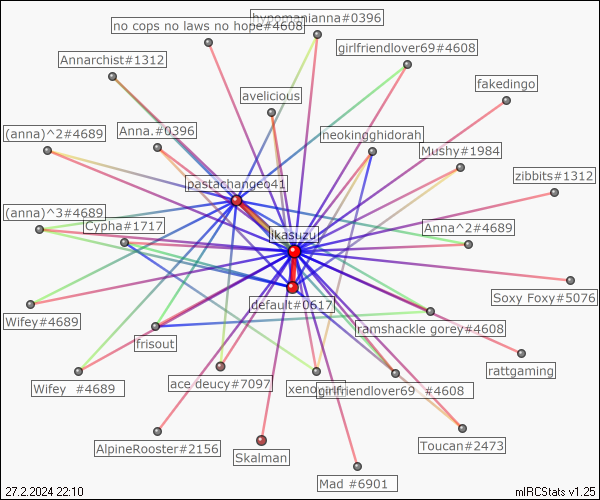 hypnomanianna#0396
no cops no laws no hope#4608
girlfriendlover69#4608
Annarchist#1312
fakedingo
avelicious
(anna)^2#4689
Anna.#0396
neokingghidorah
Mushy#1984
zibbits#1312
pastachangeo41
(anna)^3#4689
Cypha#1717
ikasuzu
Anna^2#4689
Soxy Foxy#5076
default#0617
Wifey#4689
frisout
ramshackle gorey#4608
rattgaming
Wifey #4689
ace deucy#7097
girlfriendlover69 #4608
AlpineRooster#2156
Skalman
Toucan#2473
Mad #6901
27.2.2024 22:10
mIRCStats v1.25